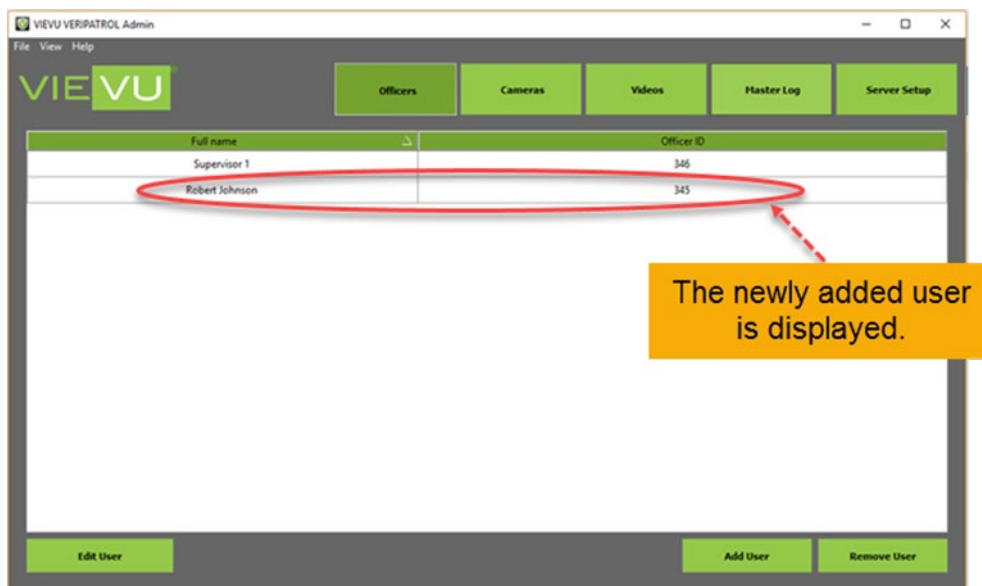 VIEVU VERIPATROL Admin
File View Help
VIEVU
Officers Cameras Videos Master Log Server Setup
Full name Officer ID
Supervisor 1 346
Robert Johnson 345
The newly added user
is displayed.
Edit User Add User Remove User